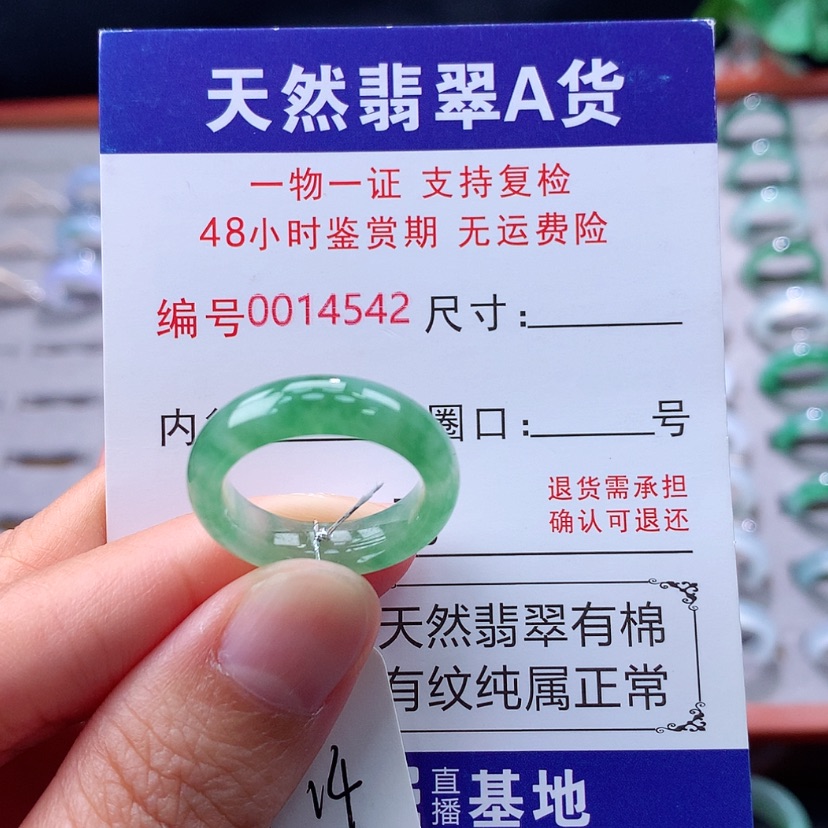 天然翡翠A货
一物一证 支持复检
48小时鉴赏期 无运费险
编号0014542 尺寸:
内 圈口: 号
退货需承担
确认可退还
天然翡翠有棉
有纹纯属正常
直播基地
14